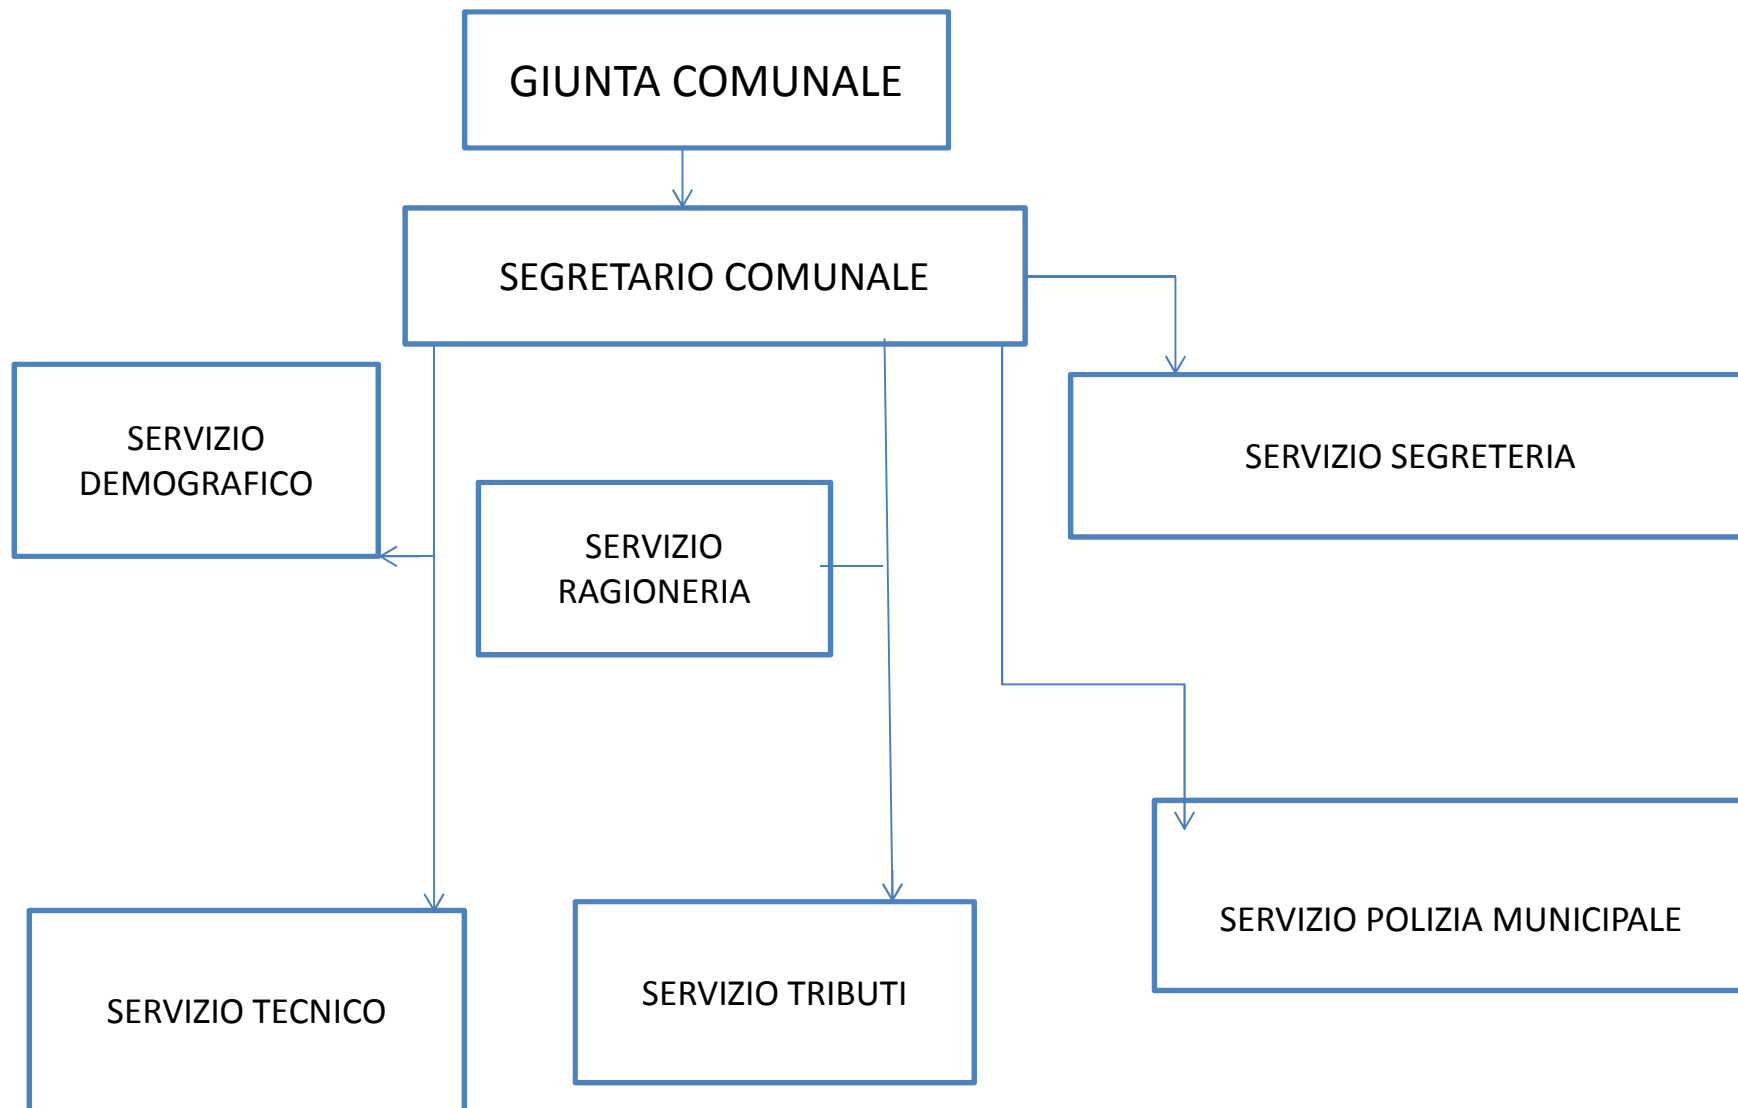 GIUNTA COMUNALE
SEGRETARIO COMUNALE
SERVIZIO
DEMOGRAFICO
SERVIZIO SEGRETERIA
SERVIZIO
RAGIONERIA
SERVIZIO POLIZIA MUNICIPALE
SERVIZIO TECNICO
SERVIZIO TRIBUTI